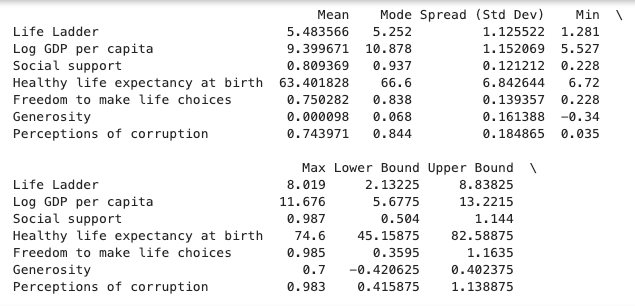 Mean Mode Spread (Std Dev) Min \
Life Ladder 5.483566 5.252 1.125522 1.281
Log GDP per capita 9.399671 10.878 1.152069 5.527
Social support 0.809369 0.937 0.121212 0.228
Healthy life expectancy at birth 63.401828 66.6 6.842644 6.72
Freedom to make life choices 0.750282 0.838 0.139357 0.228
Generosity 0.000098 0.068 0.161388 -0.34
Perceptions of corruption 0.743971 0.844 0.184865 0.035
Max Lower Bound Upper Bound \
Life Ladder 8.019 2.13225 8.83825
Log GDP per capita 11.676 5.6775 13.2215
Social support 0.987 0.504 1.144
Healthy life expectancy at birth 74.6 45.15875 82.58875
Freedom to make life choices 0.985 0.3595 1.1635
Generosity 0.7 -0.420625 0.402375
Perceptions of corruption 0.983 0.415875 1.138875